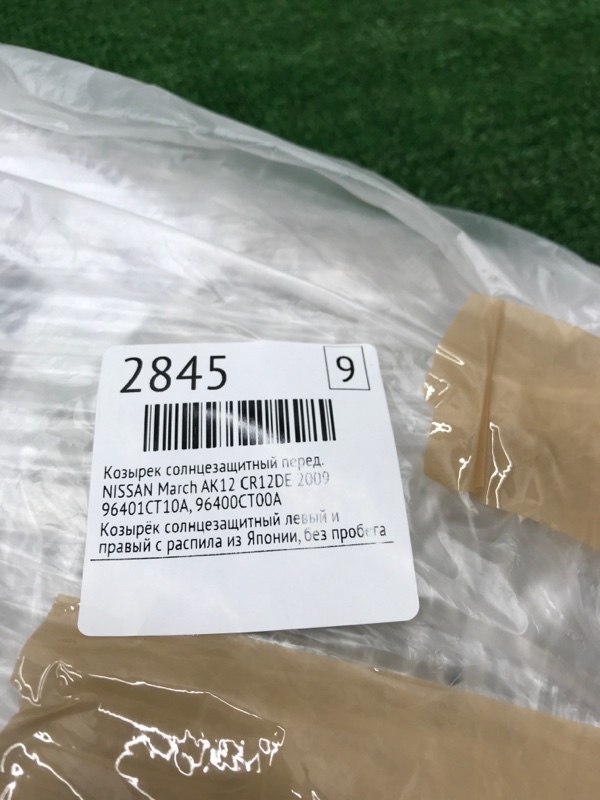 2845
9
Козырек солнцезащитный перед.
NISSAN March AK12 CR12DE 2009
96401CT10A, 96400CT00A
Козырёк солнцезащитный левый и
правый с распила из Японии, без пробега